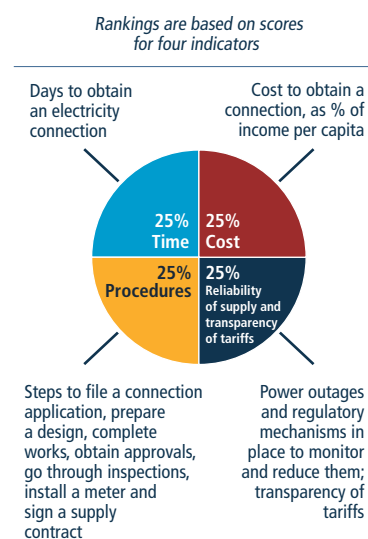 Rankings are based on scores
for four indicators
Days to obtain
an electricity
connection
Cost to obtain a
connection, as % of
income per capita
25%
Time
25%
Cost
25%
Procedures
25%
Reliability
of supply and
transparency
of tariffs
Steps to file a connection
application, prepare
a design, complete
works, obtain approvals,
go through inspections,
install a meter and
sign a supply
contract
Power outages
and regulatory
mechanisms in
place to monitor
and reduce them;
transparency of
tariffs